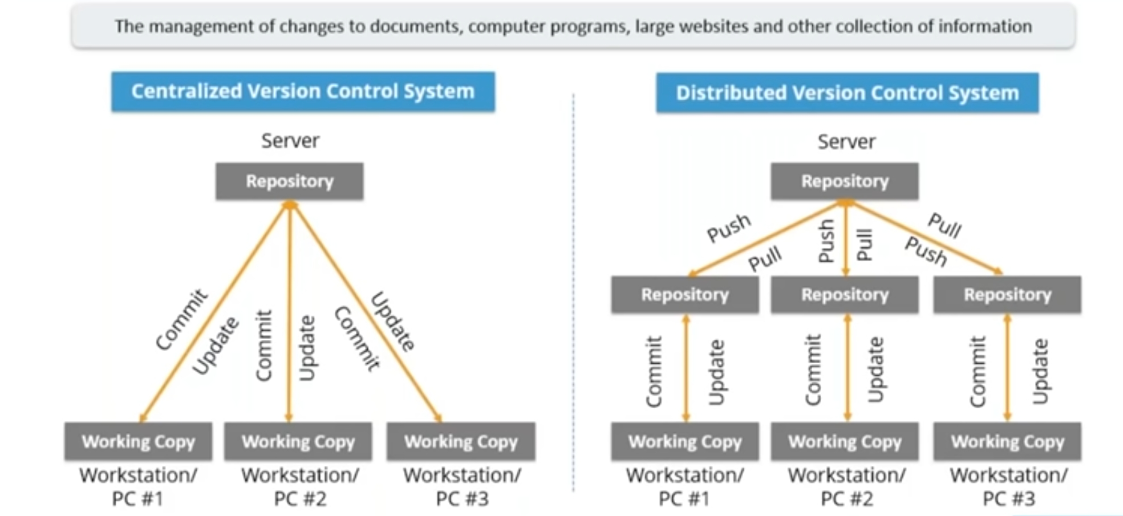 The management of changes to documents, computer programs, large websites and other collection of information
Centralized Version Control System
Server
Repository
Commit
Update
Commit
Update
Commit
Update
Working Copy
Working Copy
Working Copy
Workstation/
PC #1
Workstation/
PC #2
Workstation/
PC #3
Distributed Version Control System
Server
Repository
Push
Pull
Push
Pull
Push
Pull
Repository
Repository
Repository
Commit
Update
Commit
Update
Commit
Update
Working Copy
Working Copy
Working Copy
Workstation/
PC #1
Workstation/
PC #2
Workstation/
PC #3